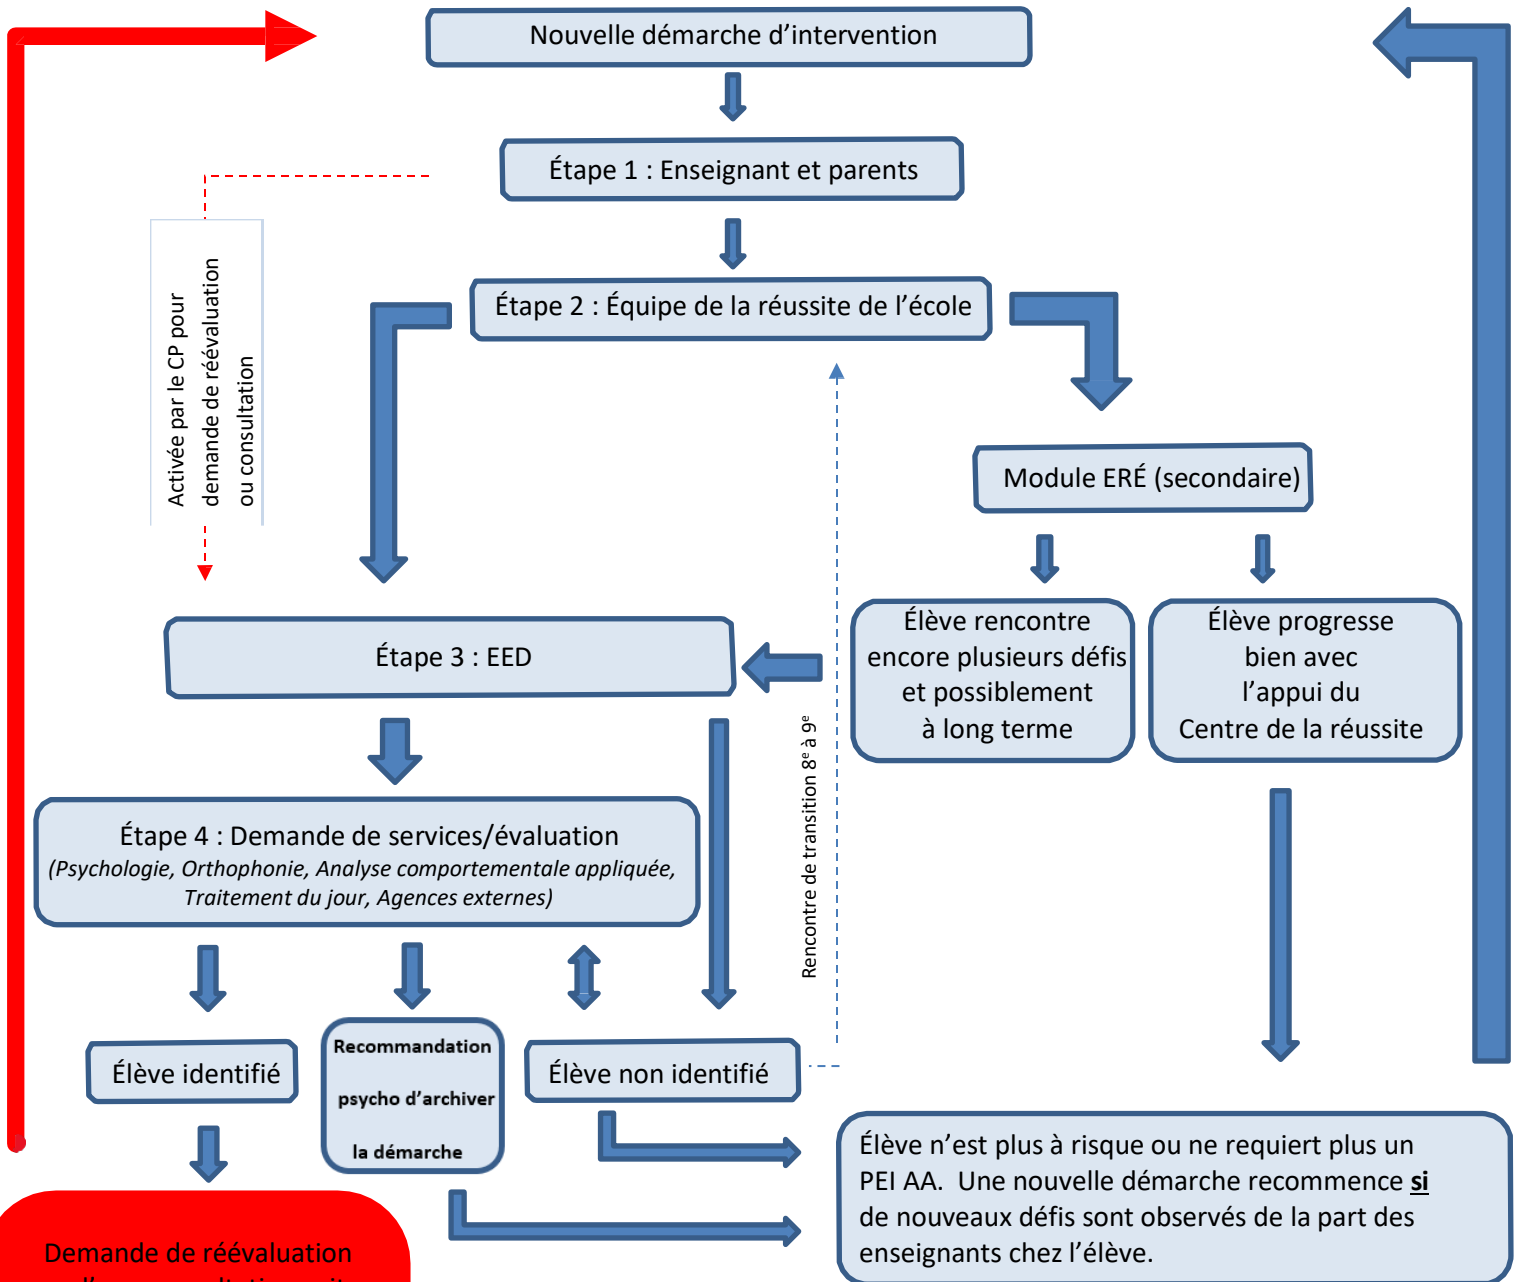 Nouvelle démarche d’intervention
Étape 1 : Enseignant et parents
Activée par le CP pour
demande de réévaluation
ou consultation
Étape 2 : Équipe de la réussite de l’école
Module ERÉ (secondaire)
Élève rencontre
encore plusieurs défis
et possiblement
à long terme
Élève progresse
bien avec
l’appui du
Centre de la réussite
Étape 3 : EED
Rencontre de transition 8e à 9e
Étape 4 : Demande de services/évaluation
(Psychologie, Orthophonie, Analyse comportementale appliquée,
Traitement du jour, Agences externes)
Élève identifié
Recommandation
psycho d’archiver
la démarche
Élève non identifié
Élève n’est plus à risque ou ne requiert plus un
PEI AA. Une nouvelle démarche recommence si
de nouveaux défis sont observés de la part des
enseignants chez l’élève.
Demande de réévaluation